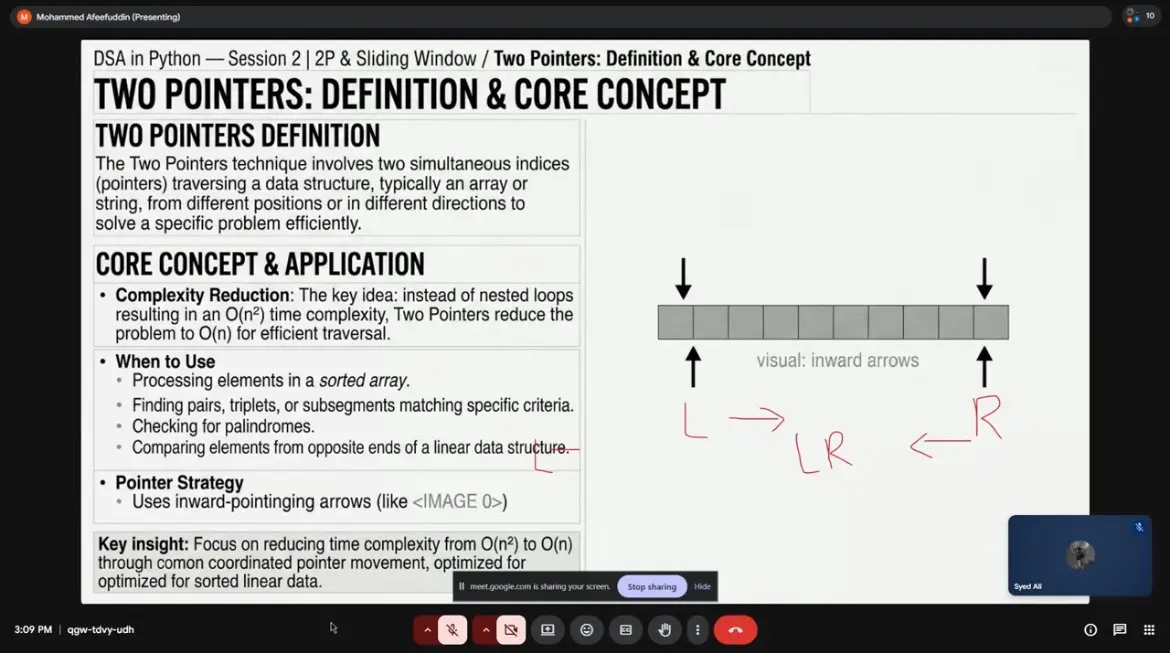 M Mohammed Afeefuddin (Presenting)
10
DSA in Python — Session 2 | 2P & Sliding Window / Two Pointers: Definition & Core Concept
TWO POINTERS: DEFINITION & CORE CONCEPT
TWO POINTERS DEFINITION
The Two Pointers technique involves two simultaneous indices
(pointers) traversing a data structure, typically an array or
string, from different positions or in different directions to
solve a specific problem efficiently.
CORE CONCEPT & APPLICATION
• Complexity Reduction: The key idea: instead of nested loops
resulting in an O(n²) time complexity, Two Pointers reduce the
problem to O(n) for efficient traversal.
• When to Use
• Processing elements in a sorted array.
• Finding pairs, triplets, or subsegments matching specific criteria.
• Checking for palindromes.
• Comparing elements from opposite ends of a linear data structure.
• Pointer Strategy
• Uses inward-pointinging arrows (like <IMAGE 0>)
Key insight: Focus on reducing time complexity from O(n²) to O(n)
through comon coordinated pointer movement, optimized for
optimized for sorted linear data.
visual: inward arrows
L → ← R
L R
L
meet.google.com is sharing your screen. Stop sharing Hide
Syed Ali
3:09 PM | qgw-tdvy-udh